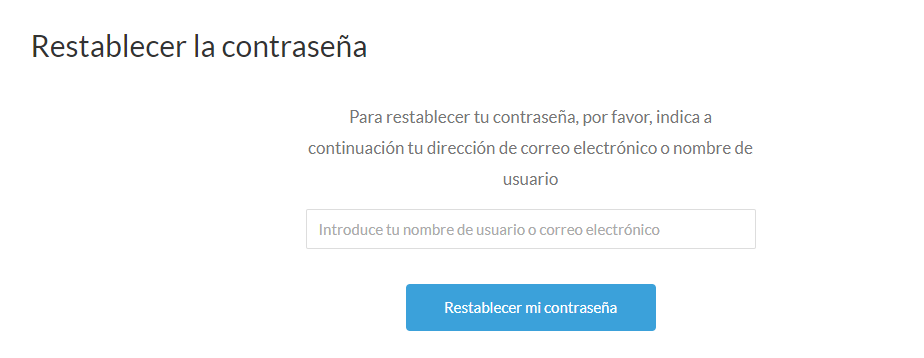 Restablecer la contraseña
Para restablecer tu contraseña, por favor, indica a
continuación tu dirección de correo electrónico o nombre de
usuario
Introduce tu nombre de usuario o correo electrónico
Restablecer mi contraseña